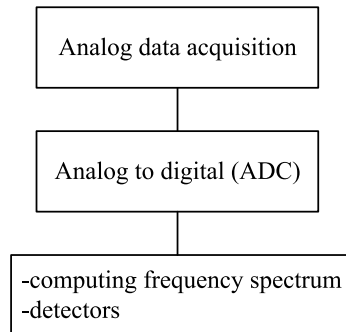 Analog data acquisition
Analog to digital (ADC)
-computing frequency spectrum
-detectors